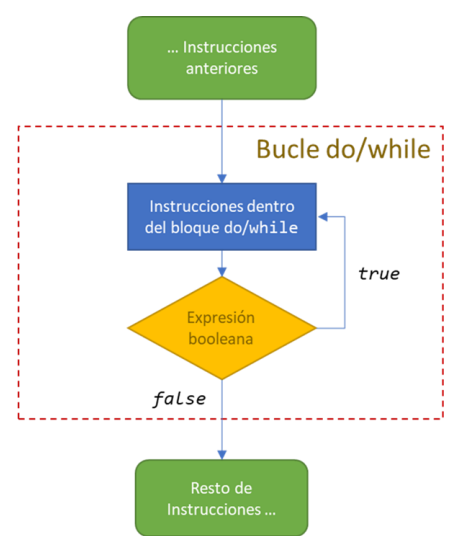 ... Instrucciones
anteriores
Bucle do/while
Instrucciones dentro
del bloque do/while
true
Expresión
booleana
false
Resto de
Instrucciones ...